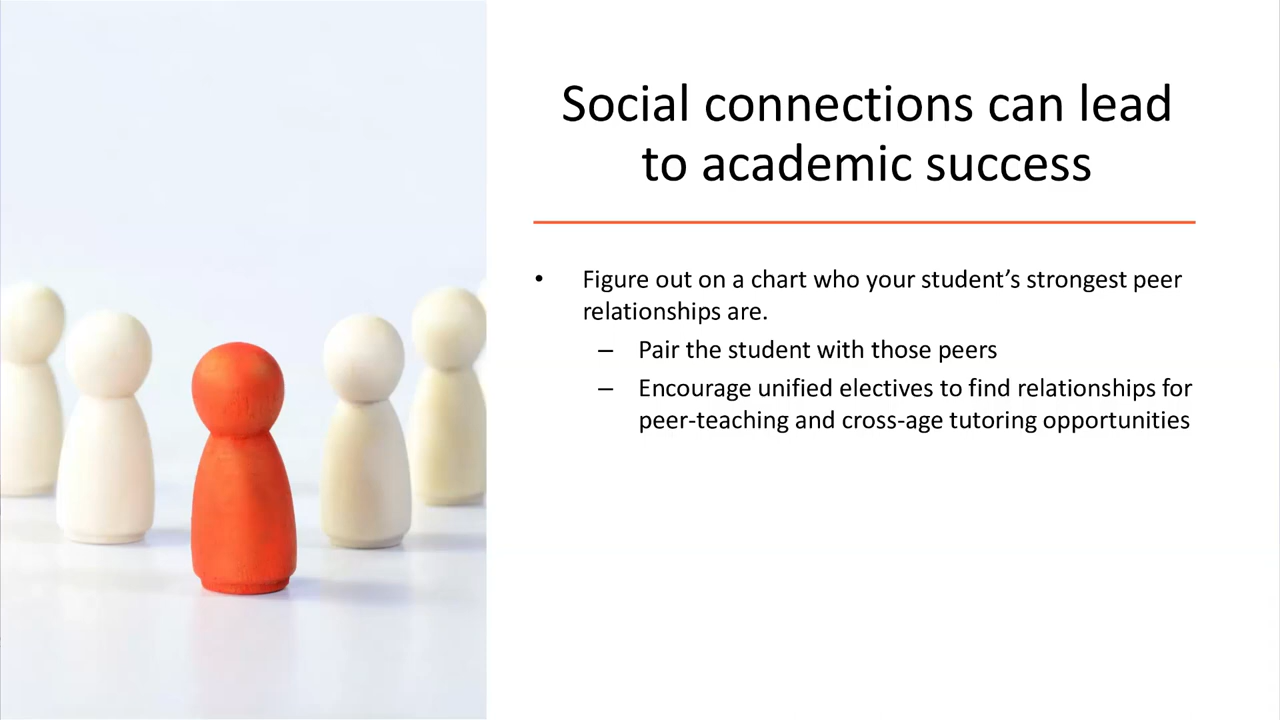 Social connections can lead
to academic success
• Figure out on a chart who your student’s strongest peer
relationships are.
– Pair the student with those peers
– Encourage unified electives to find relationships for
peer-teaching and cross-age tutoring opportunities